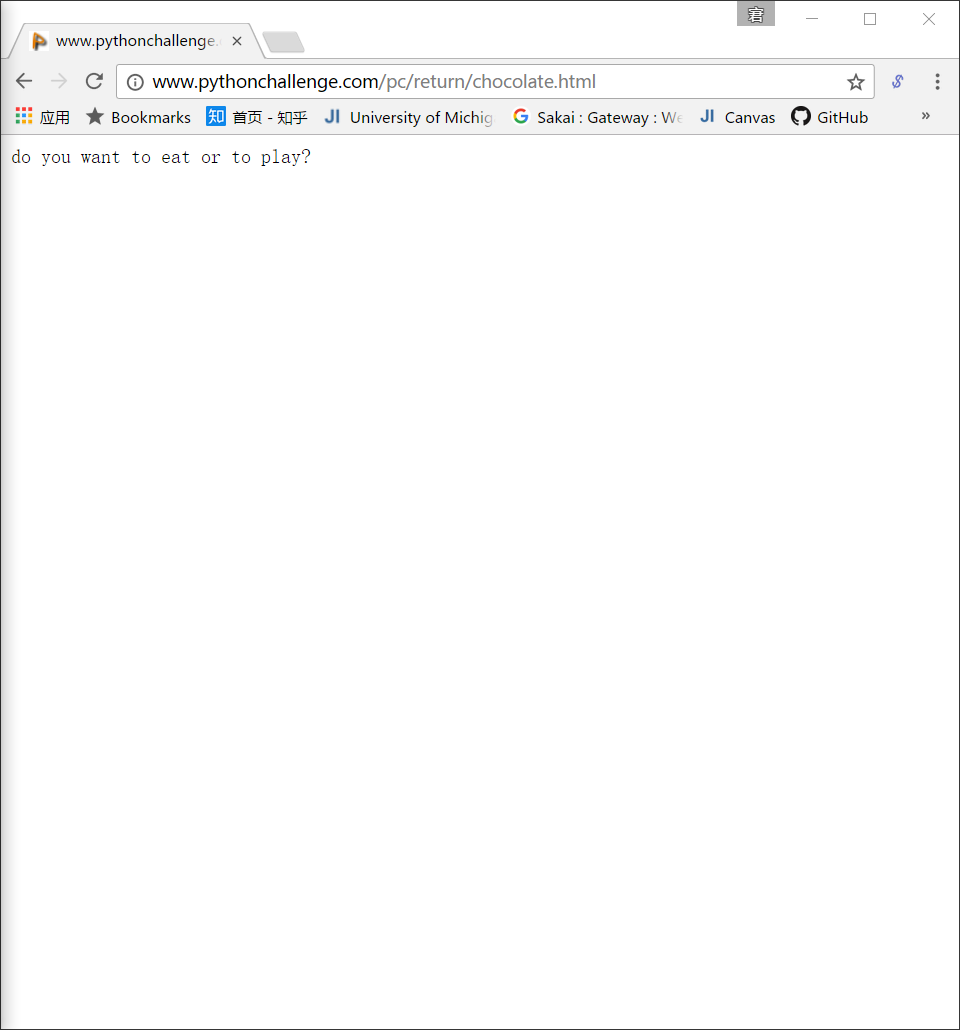 www.pythonchallenge.
www.pythonchallenge.com/pc/return/chocolate.html
应用 Bookmarks 知 首页 - 知乎 JI University of Michig Sakai : Gateway : We JI Canvas GitHub »
do you want to eat or to play?